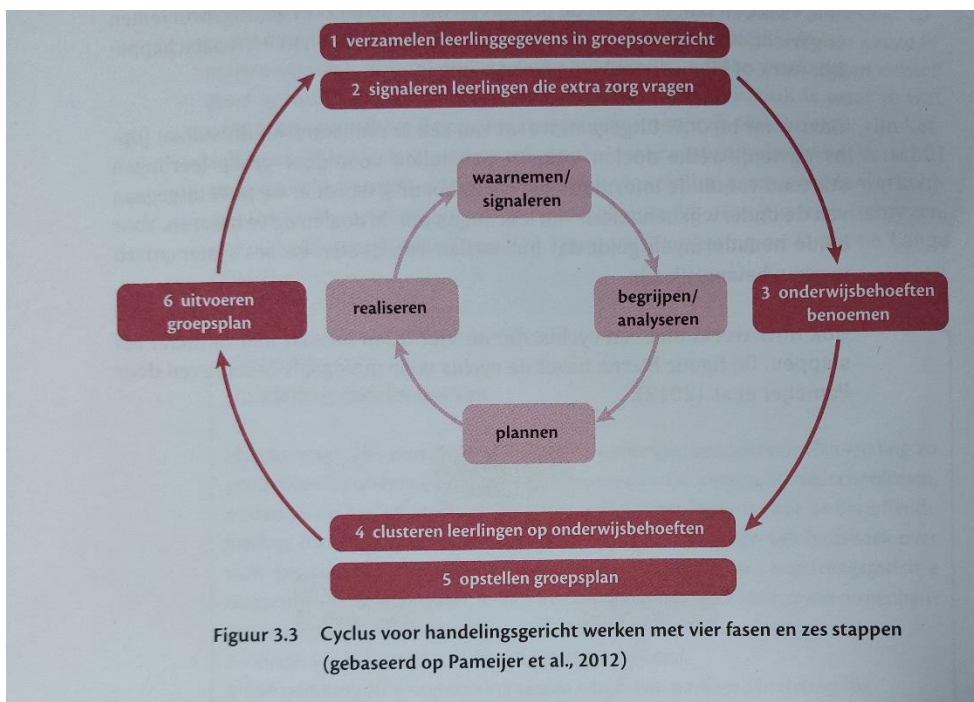 1 verzamelen leerlinggegevens in groepsoverzicht
2 signaleren leerlingen die extra zorg vragen
waarnemen/
signaleren
begrijpen/
analyseren
3 onderwijsbehoeften
benoemen
plannen
realiseren
4 clusteren leerlingen op onderwijsbehoeften
5 opstellen groepsplan
6 uitvoeren
groepsplan
Figuur 3.3 Cyclus voor handelingsgericht werken met vier fasen en zes stappen
(gebaseerd op Pameijer et al., 2012)